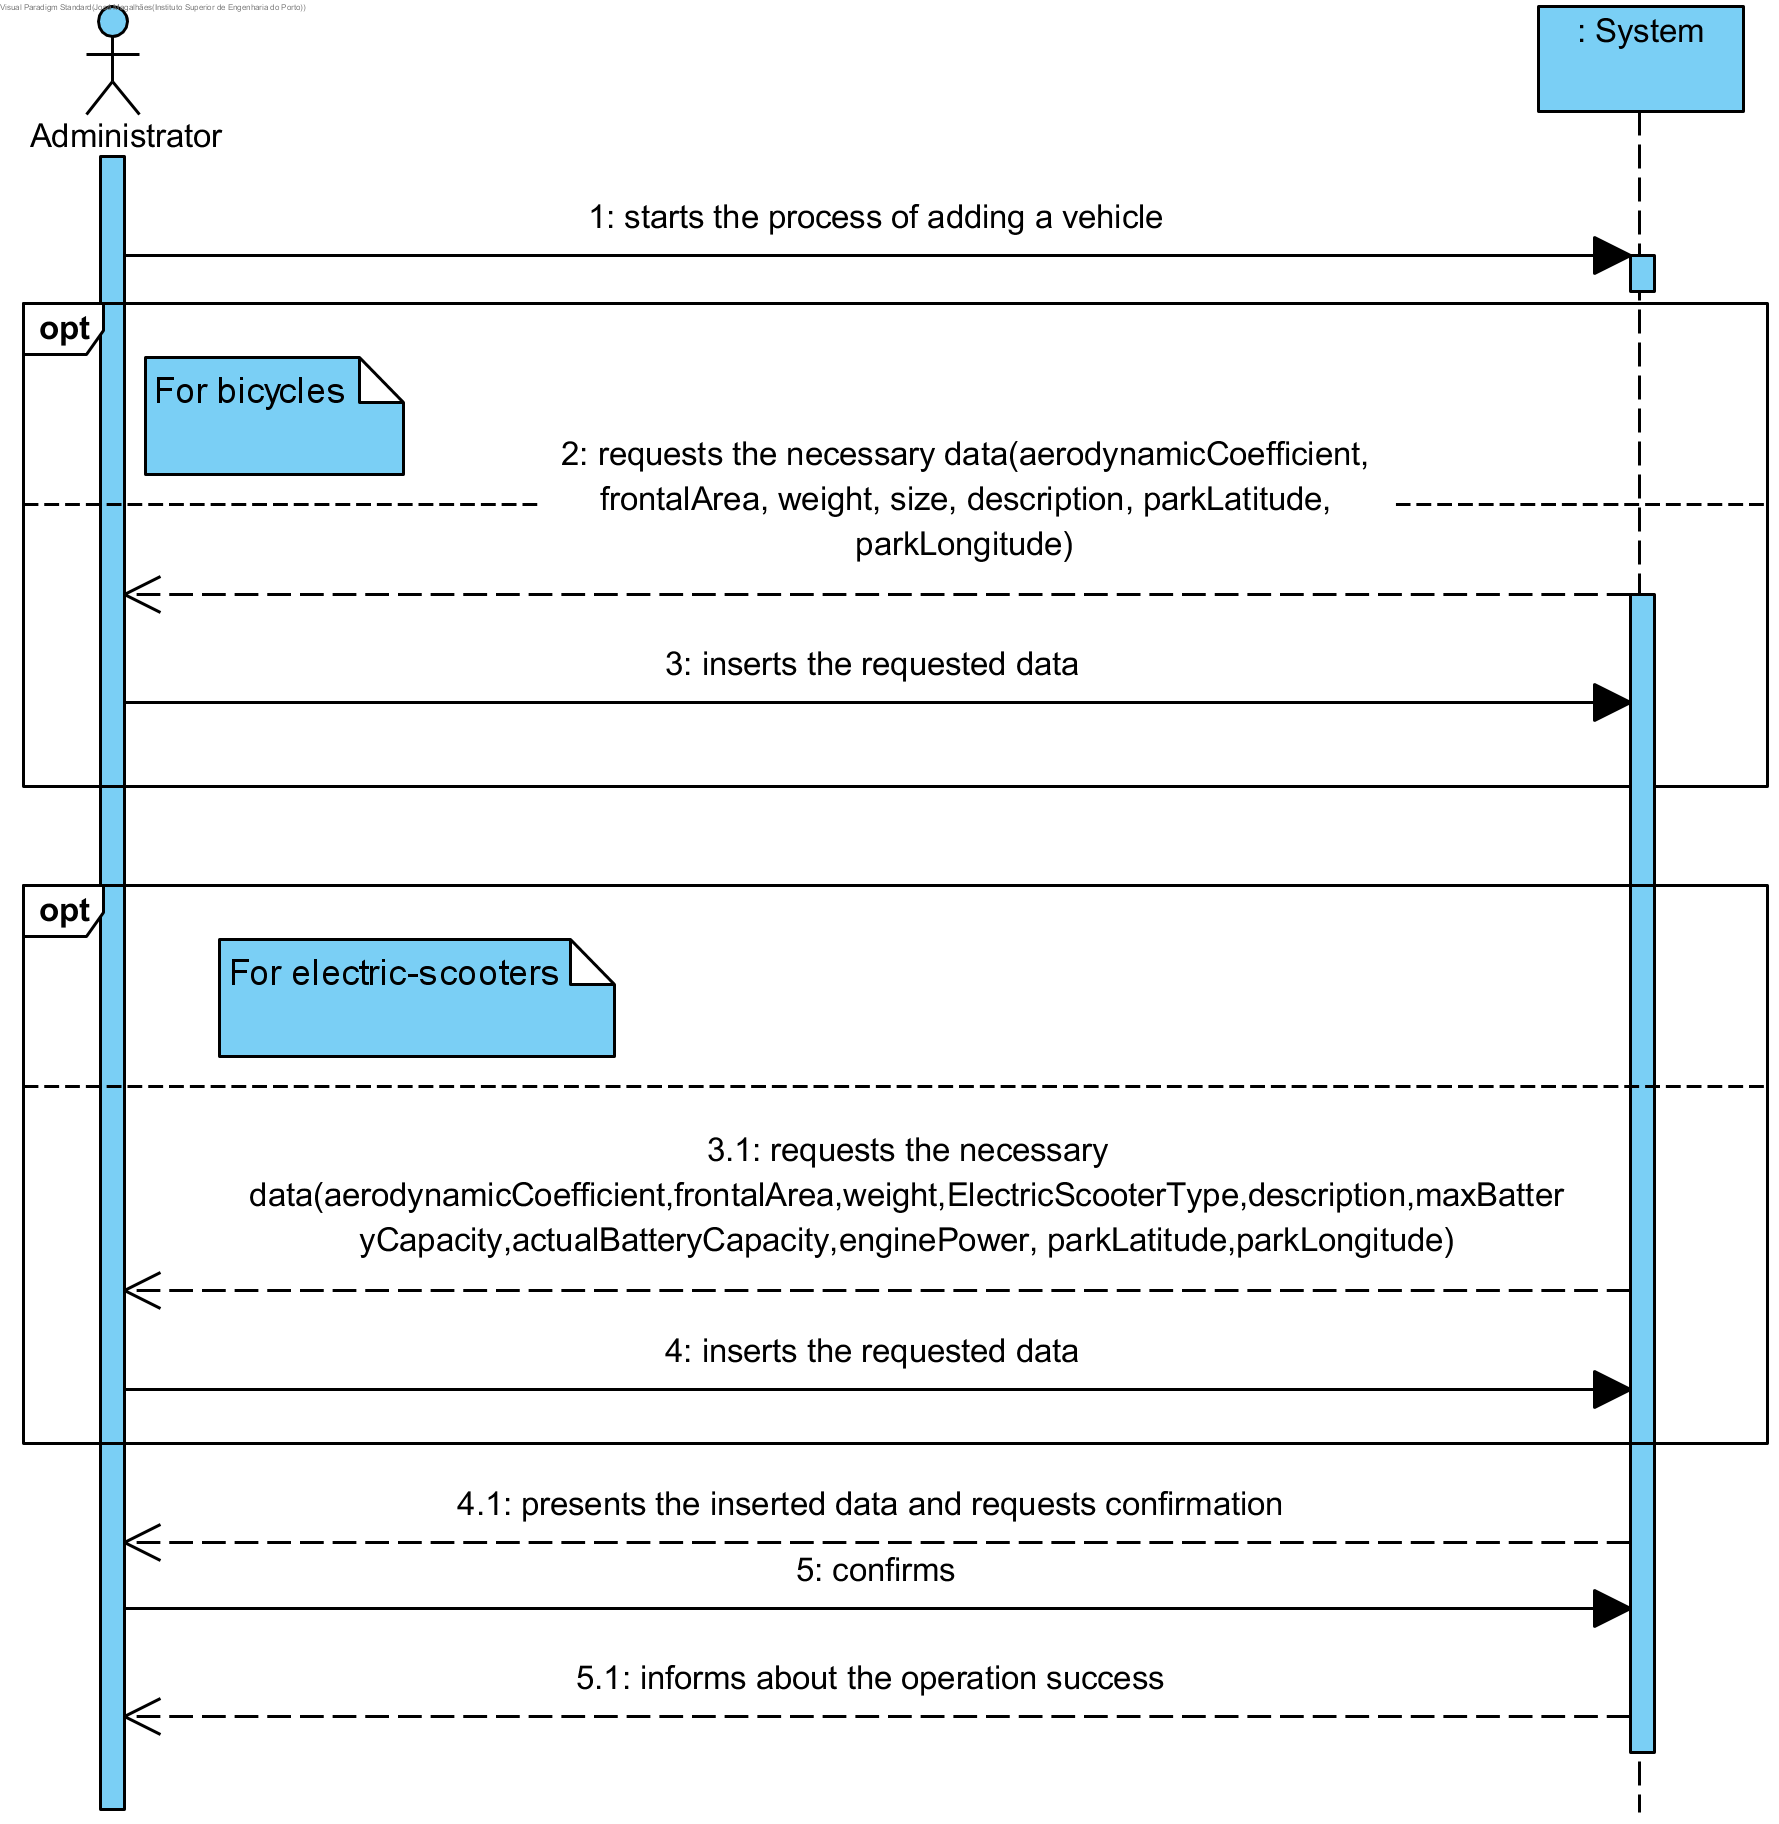 Visual Paradigm Standard(José Magalhães(Instituto Superior de Engenharia do Porto))
: System
Administrator
1: starts the process of adding a vehicle
opt
For bicycles
2: requests the necessary data(aerodynamicCoefficient,
frontalArea, weight, size, description, parkLatitude,
parkLongitude)
3: inserts the requested data
opt
For electric-scooters
3.1: requests the necessary
data(aerodynamicCoefficient,frontalArea,weight,ElectricScooterType,description,maxBatter
yCapacity,actualBatteryCapacity,enginePower, parkLatitude,parkLongitude)
4: inserts the requested data
4.1: presents the inserted data and requests confirmation
5: confirms
5.1: informs about the operation success